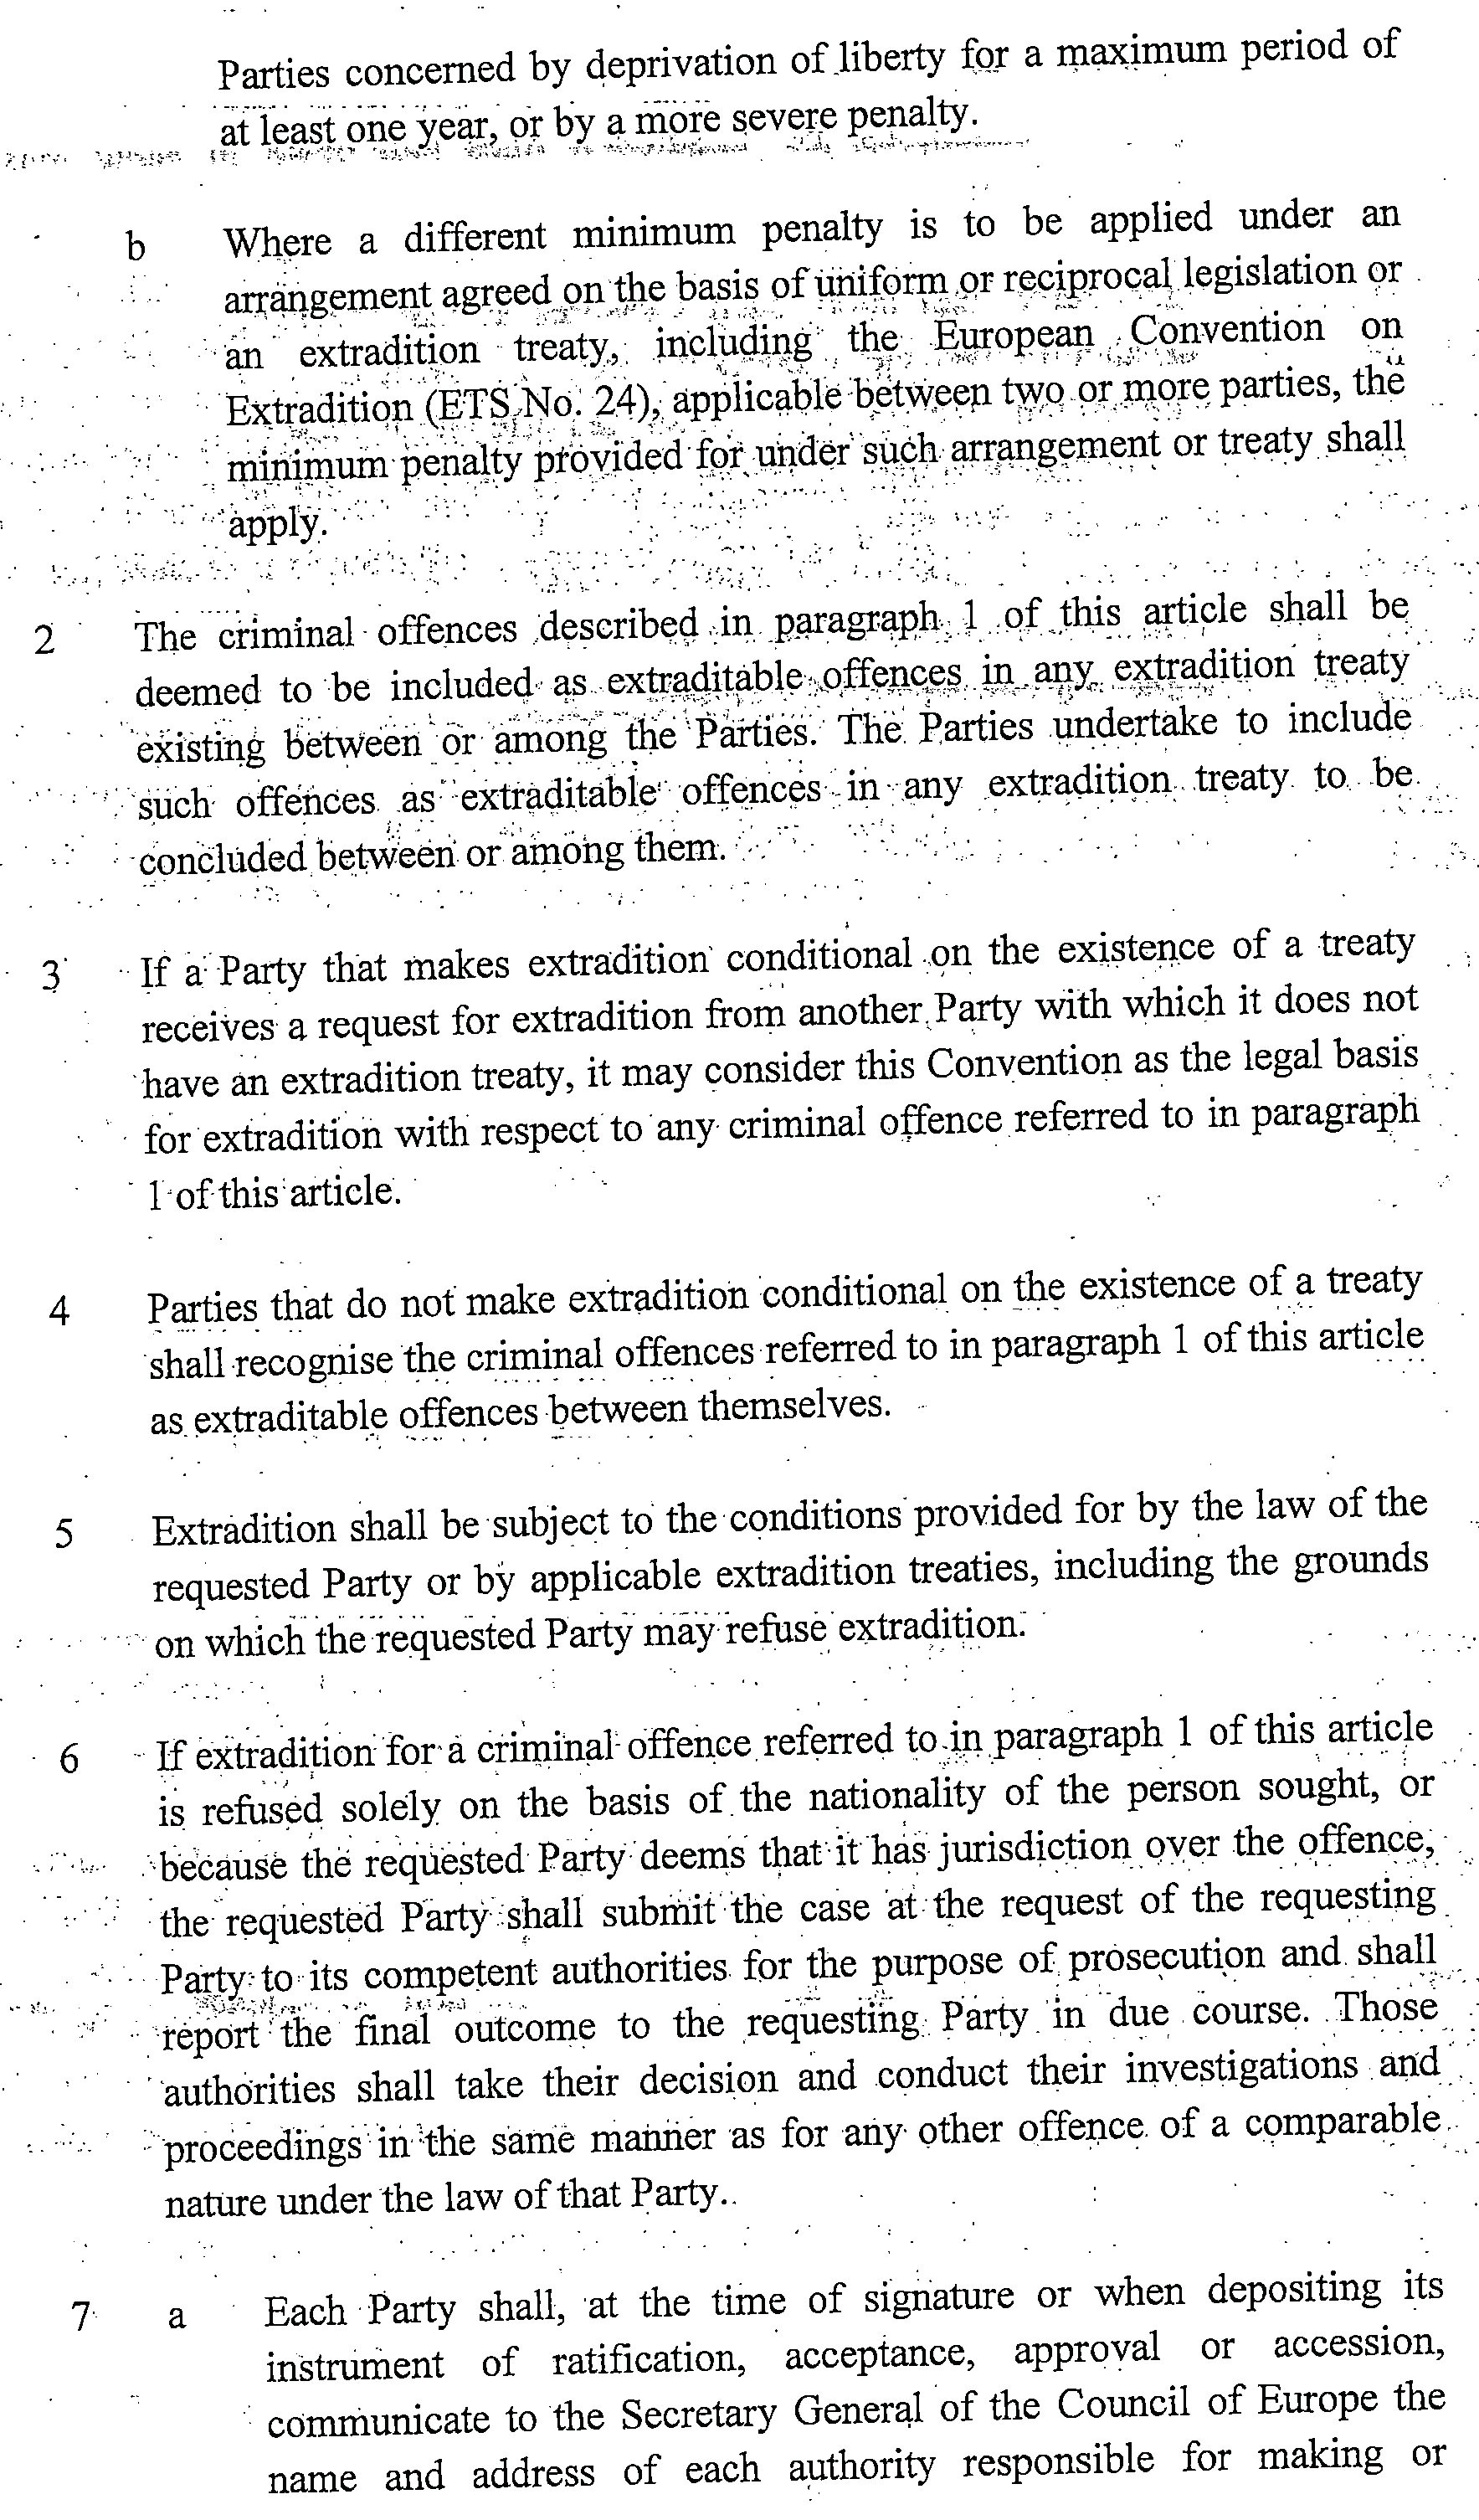 Parties concerned by deprivation of liberty for a maximum period of
at least one year, or by a more severe penalty.
b Where a different minimum penalty is to be applied under an
arrangement agreed on the basis of uniform or reciprocal legislation or
an extradition treaty, including the European Convention on
Extradition (ETS No. 24), applicable between two or more parties, the
minimum penalty provided for under such arrangement or treaty shall
apply.
2 The criminal offences described in paragraph 1 of this article shall be
deemed to be included as extraditable offences in any extradition treaty
existing between or among the Parties. The Parties undertake to include
such offences as extraditable offences in any extradition treaty to be
concluded between or among them.
3 If a Party that makes extradition conditional on the existence of a treaty
receives a request for extradition from another Party with which it does not
have an extradition treaty, it may consider this Convention as the legal basis
for extradition with respect to any criminal offence referred to in paragraph
1 of this article.
4 Parties that do not make extradition conditional on the existence of a treaty
shall recognise the criminal offences referred to in paragraph 1 of this article
as extraditable offences between themselves.
5 Extradition shall be subject to the conditions provided for by the law of the
requested Party or by applicable extradition treaties, including the grounds
on which the requested Party may refuse extradition.
6 If extradition for a criminal offence referred to in paragraph 1 of this article
is refused solely on the basis of the nationality of the person sought, or
because the requested Party deems that it has jurisdiction over the offence,
the requested Party shall submit the case at the request of the requesting
Party to its competent authorities for the purpose of prosecution and shall
report the final outcome to the requesting Party in due course. Those
authorities shall take their decision and conduct their investigations and
proceedings in the same manner as for any other offence of a comparable
nature under the law of that Party..
7 a Each Party shall, at the time of signature or when depositing its
instrument of ratification, acceptance, approval or accession,
communicate to the Secretary General of the Council of Europe the
name and address of each authority responsible for making or